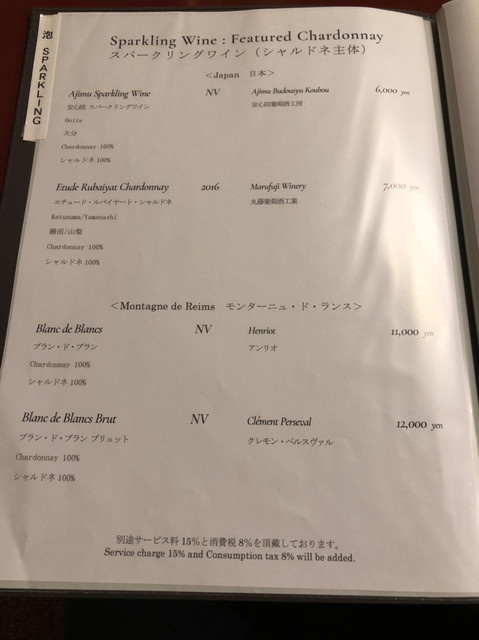 泡 SPARKLING
Sparkling Wine : Featured Chardonnay
スパークリングワイン（シャルドネ主体）
＜Japan 日本＞
Ajimu Sparkling Wine NV Ajimu Budouzyu Koubou 6,000 yen
安心院 スパークリングワイン 安心院葡萄酒工房
大分
Chardonnay 100%
シャルドネ 100%
Etude Rubaiyat Chardonnay 2016 Marufuji Winery 7,000 yen
エチュード・ルバイヤート・シャルドネ 丸藤葡萄酒工業
Katunuma/Yamanashi
勝沼/山梨
Chardonnay 100%
シャルドネ 100%
＜Montagne de Reims モンターニュ・ド・ランス＞
Blanc de Blancs NV Henriot 11,000 yen
ブラン・ド・ブラン アンリオ
Chardonnay 100%
シャルドネ 100%
Blanc de Blancs Brut NV Clément Perseval 12,000 yen
ブラン・ド・ブラン ブリュット クレモン・ペルスヴァル
Chardonnay 100%
シャルドネ 100%
別途サービス料 15%と消費税 8%を頂戴しております。
Service charge 15% and Consumption tax 8% will be added.